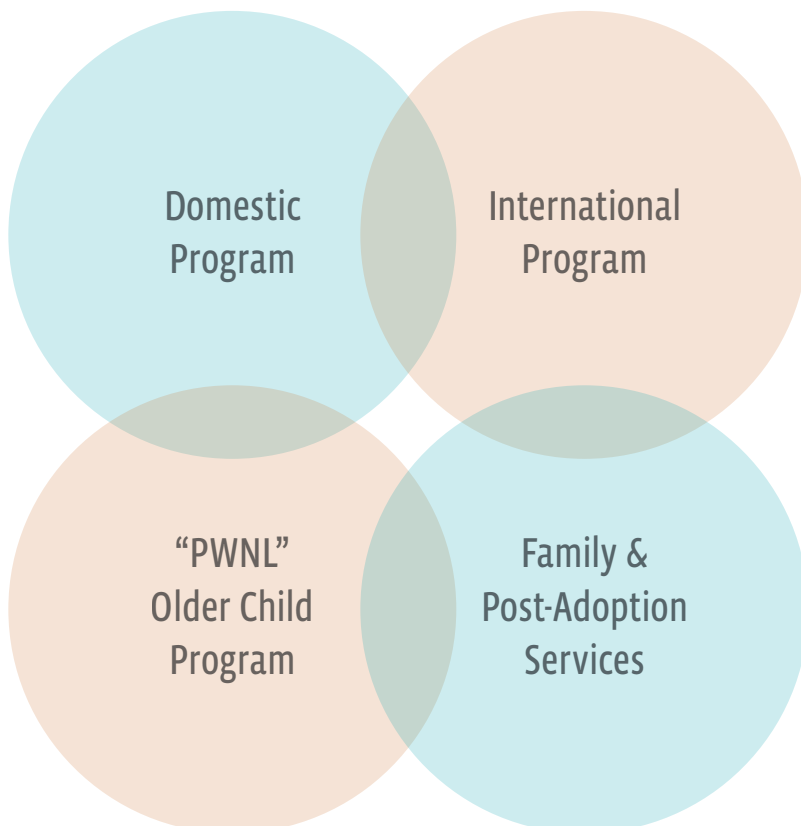 Domestic
Program
International
Program
“PWNL”
Older Child
Program
Family &
Post-Adoption
Services